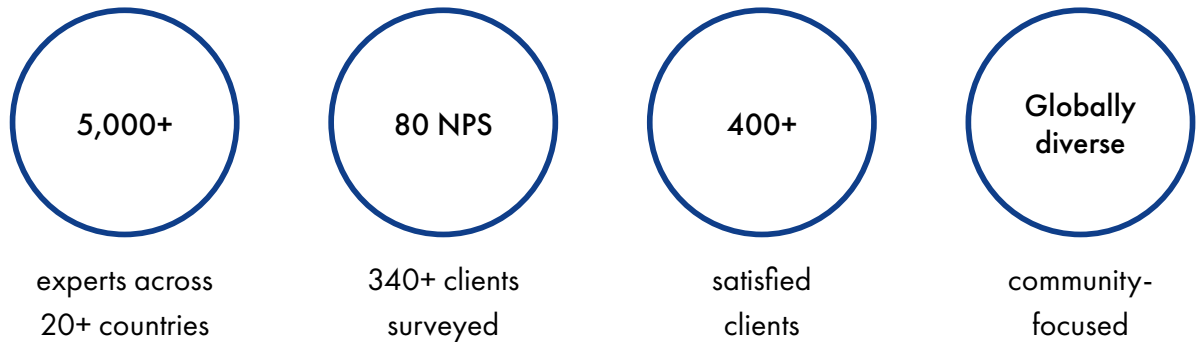 5,000+
experts across
20+ countries
80 NPS
340+ clients
surveyed
400+
satisfied
clients
Globally
diverse
community-
focused